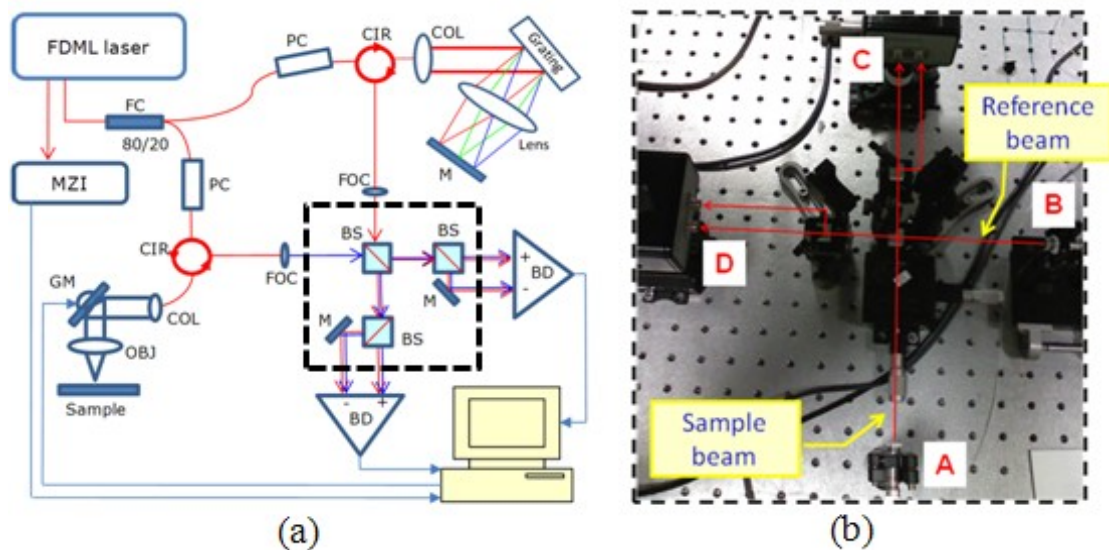 FDML laser
PC
CIR
COL
Grating
Lens
M
FC
80/20
MZI
PC
FOC
CIR
FOC
BS
BS
M
+
-
BD
GM
COL
OBJ
Sample
M
BS
-
+
BD
(a)
C
Reference
beam
B
D
Sample
beam
A
(b)